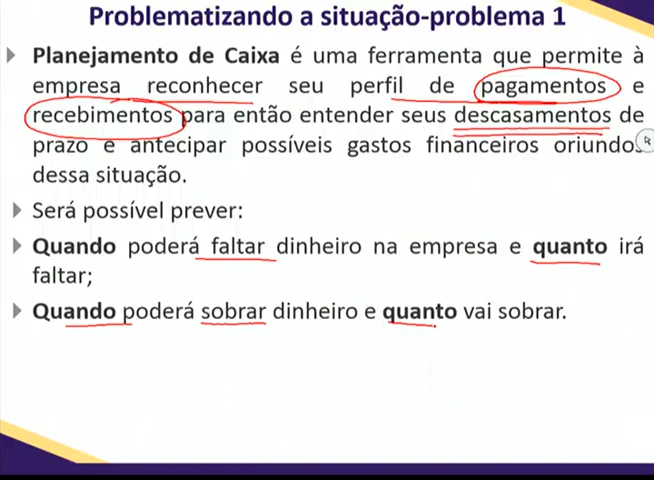 Problematizando a situação-problema 1
Planejamento de Caixa é uma ferramenta que permite à
empresa reconhecer seu perfil de pagamentos e
recebimentos para então entender seus descasamentos de
prazo e antecipar possíveis gastos financeiros oriundos
dessa situação.
Será possível prever:
Quando poderá faltar dinheiro na empresa e quanto irá
faltar;
Quando poderá sobrar dinheiro e quanto vai sobrar.